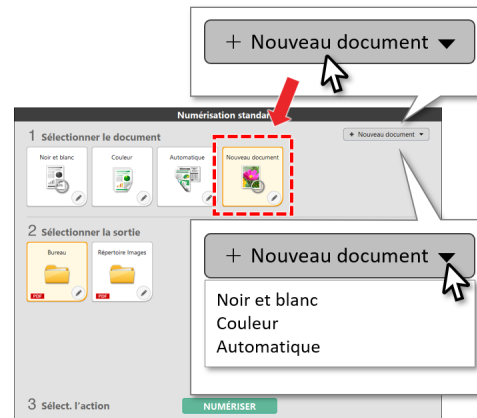 + Nouveau document
Numérisation standard
1 Sélectionner le document
+ Nouveau document
Noir et blanc
Couleur
Automatique
Nouveau document
2 Sélectionner la sortie
Bureau
Répertoire Images
PDF
PDF
+ Nouveau document
Noir et blanc
Couleur
Automatique
3 Sélect. l'action
NUMÉRISER